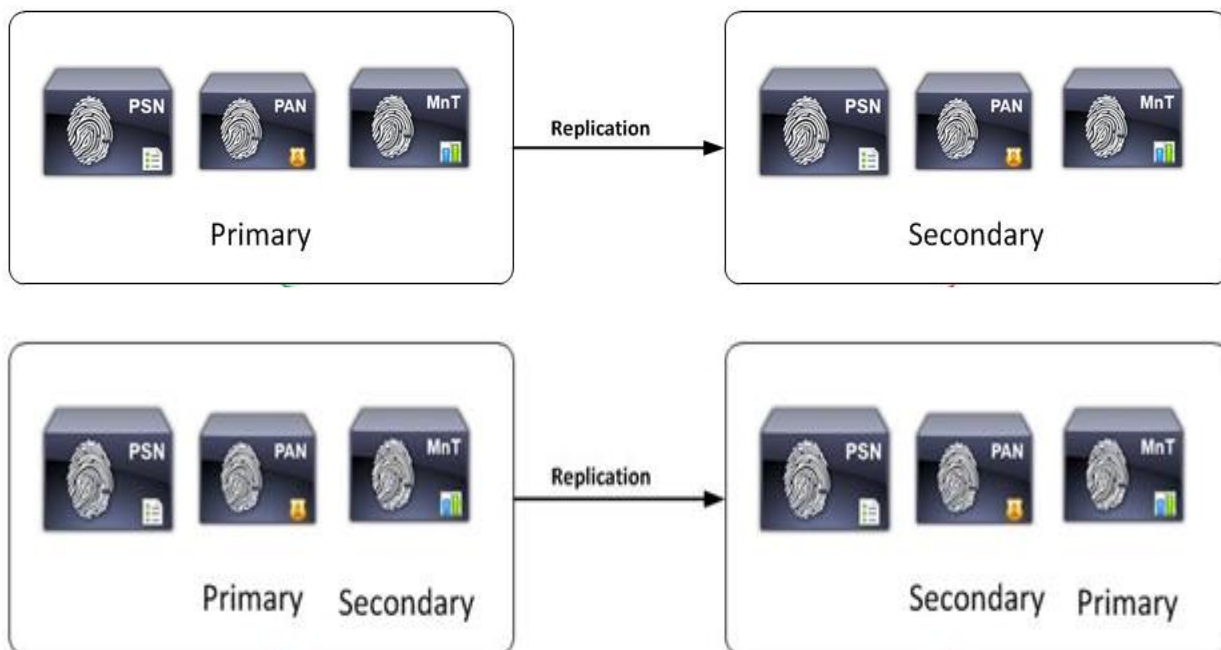 PSN PAN MnT
Replication
PSN PAN MnT
Primary
Secondary
PSN PAN MnT
Replication
PSN PAN MnT
Primary Secondary
Secondary Primary